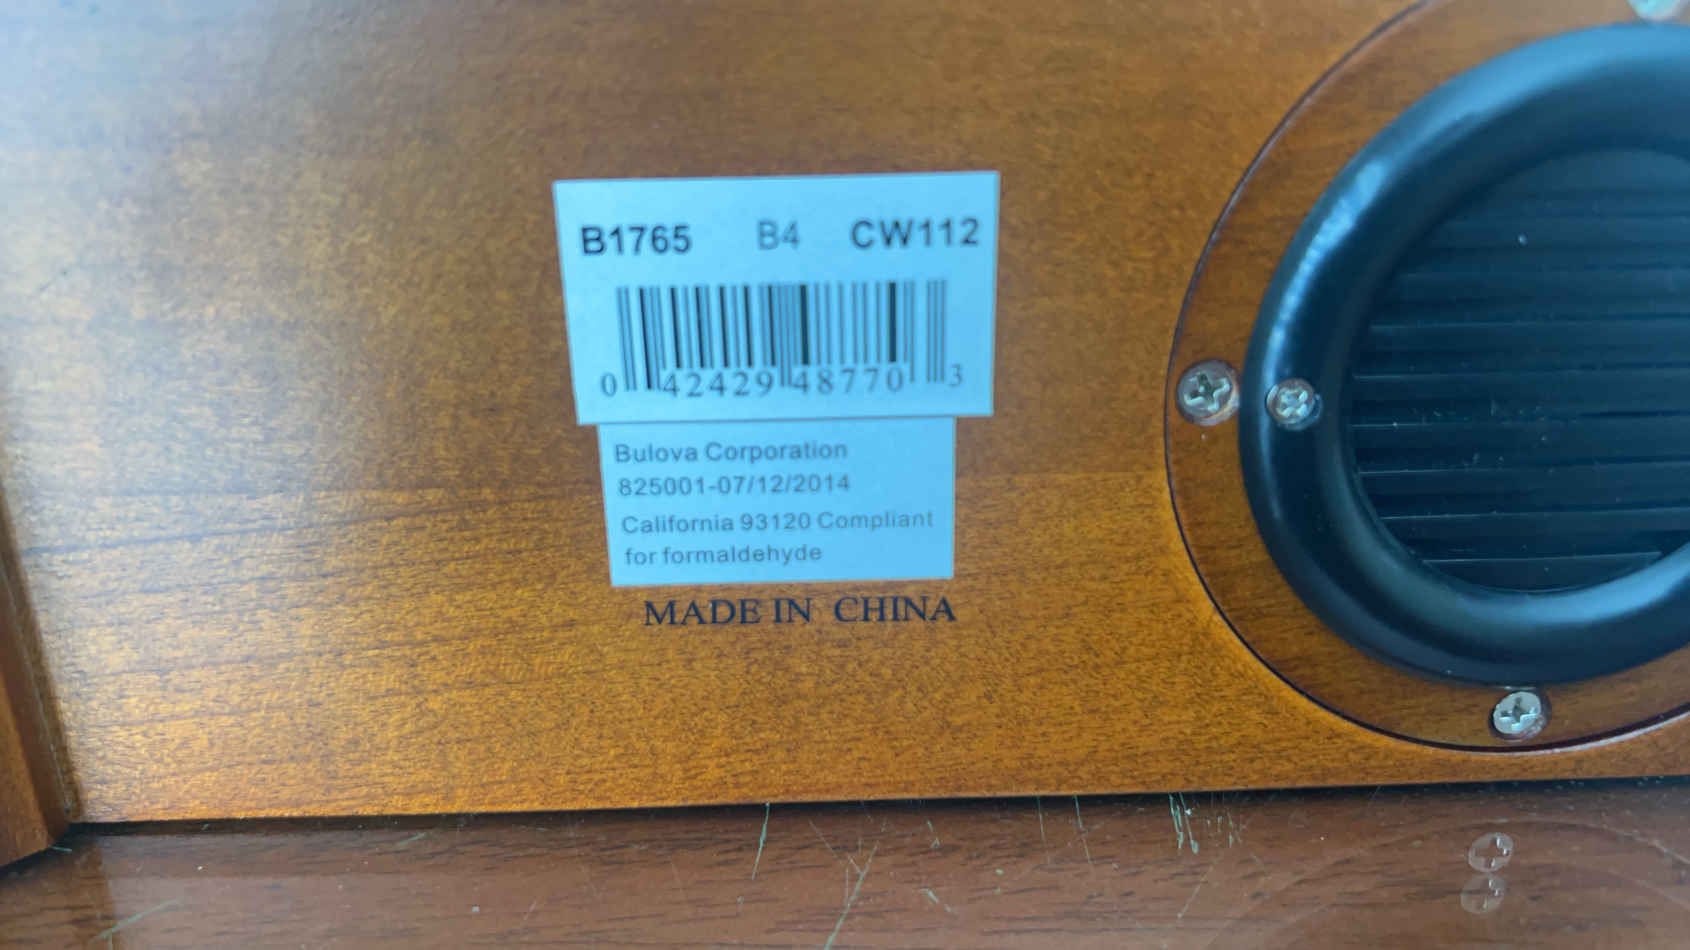 B1765 B4 CW112
0 42429 48770 3
Bulova Corporation
825001-07/12/2014
California 93120 Compliant
for formaldehyde
MADE IN CHINA